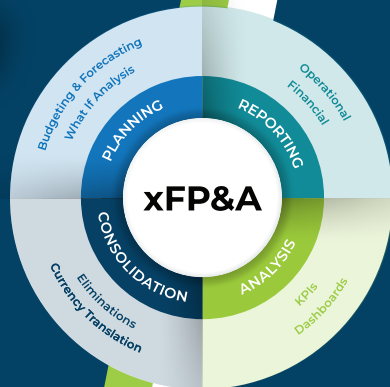 Budgeting & Forecasting
What If Analysis
PLANNING
Operational
Financial
REPORTING
xFP&A
CONSOLIDATION
Eliminations
Currency Translation
ANALYSIS
KPIs
Dashboards